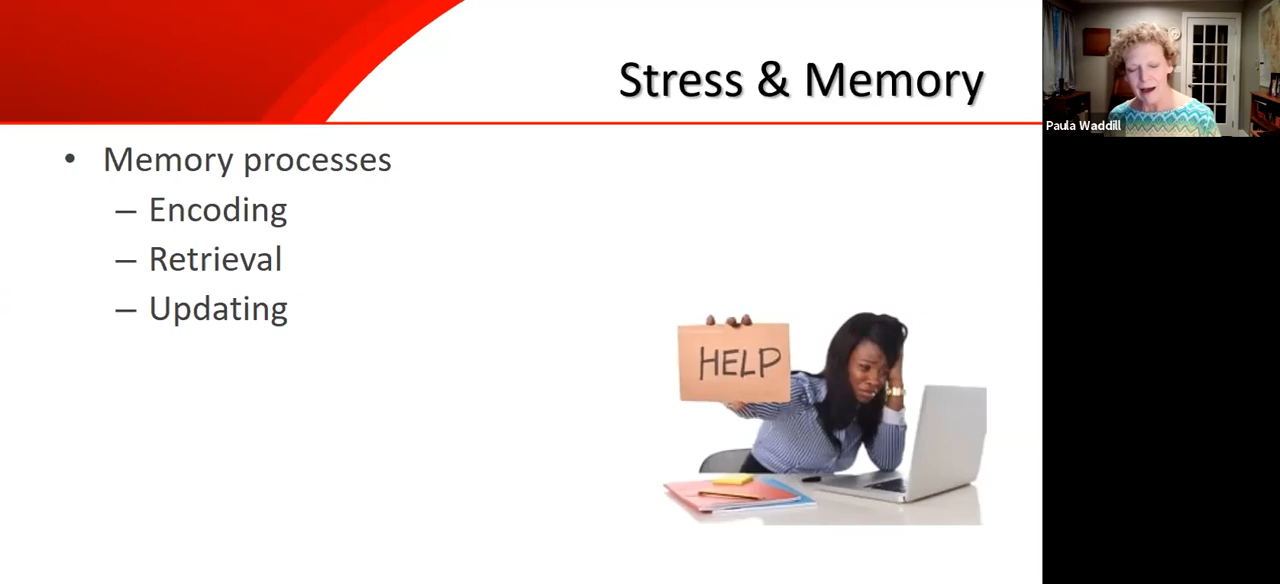 Stress & Memory
• Memory processes
– Encoding
– Retrieval
– Updating
HELP
Paula Waddill